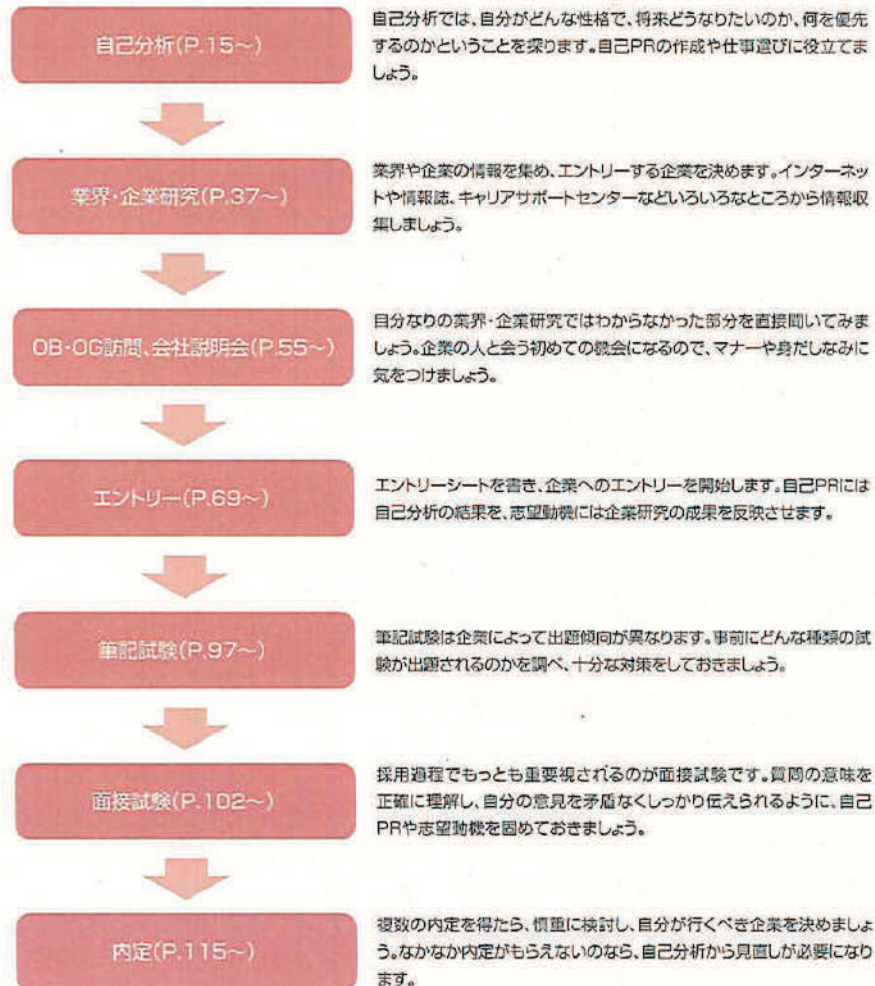 自己分析(P.15～)
自己分析では、自分がどんな性格で、将来どうなりたいのか、何を優先
するのかということを探ります。自己PRの作成や仕事選びに役立てま
しょう。
業界・企業研究(P.37～)
業界や企業の情報を集め、エントリーする企業を決めます。インターネッ
トや情報誌、キャリアサポートセンターなどいろいろなところから情報収
集しましょう。
OB・OG訪問、会社説明会(P.55～)
自分なりの業界・企業研究ではわからなかった部分を直接聞いてみま
しょう。企業の人と会う初めての機会になるので、マナーや身だしなみに
気をつけましょう。
エントリー(P.69～)
エントリーシートを書き、企業へのエントリーを開始します。自己PRには
自己分析の結果を、志望動機には企業研究の成果を反映させます。
筆記試験(P.97～)
筆記試験は企業によって出題傾向が異なります。事前にどんな種類の試
験が出題されるのかを調べ、十分な対策をしておきましょう。
面接試験(P.102～)
採用過程でもっとも重要視されるのが面接試験です。質問の意味を
正確に理解し、自分の意見を矛盾なくしっかり伝えられるように、自己
PRや志望動機を固めておきましょう。
内定(P.115～)
複数の内定を得たら、慎重に検討し、自分が行くべき企業を決めましょ
う。なかなか内定がもらえないのなら、自己分析から見直しが必要になり
ます。